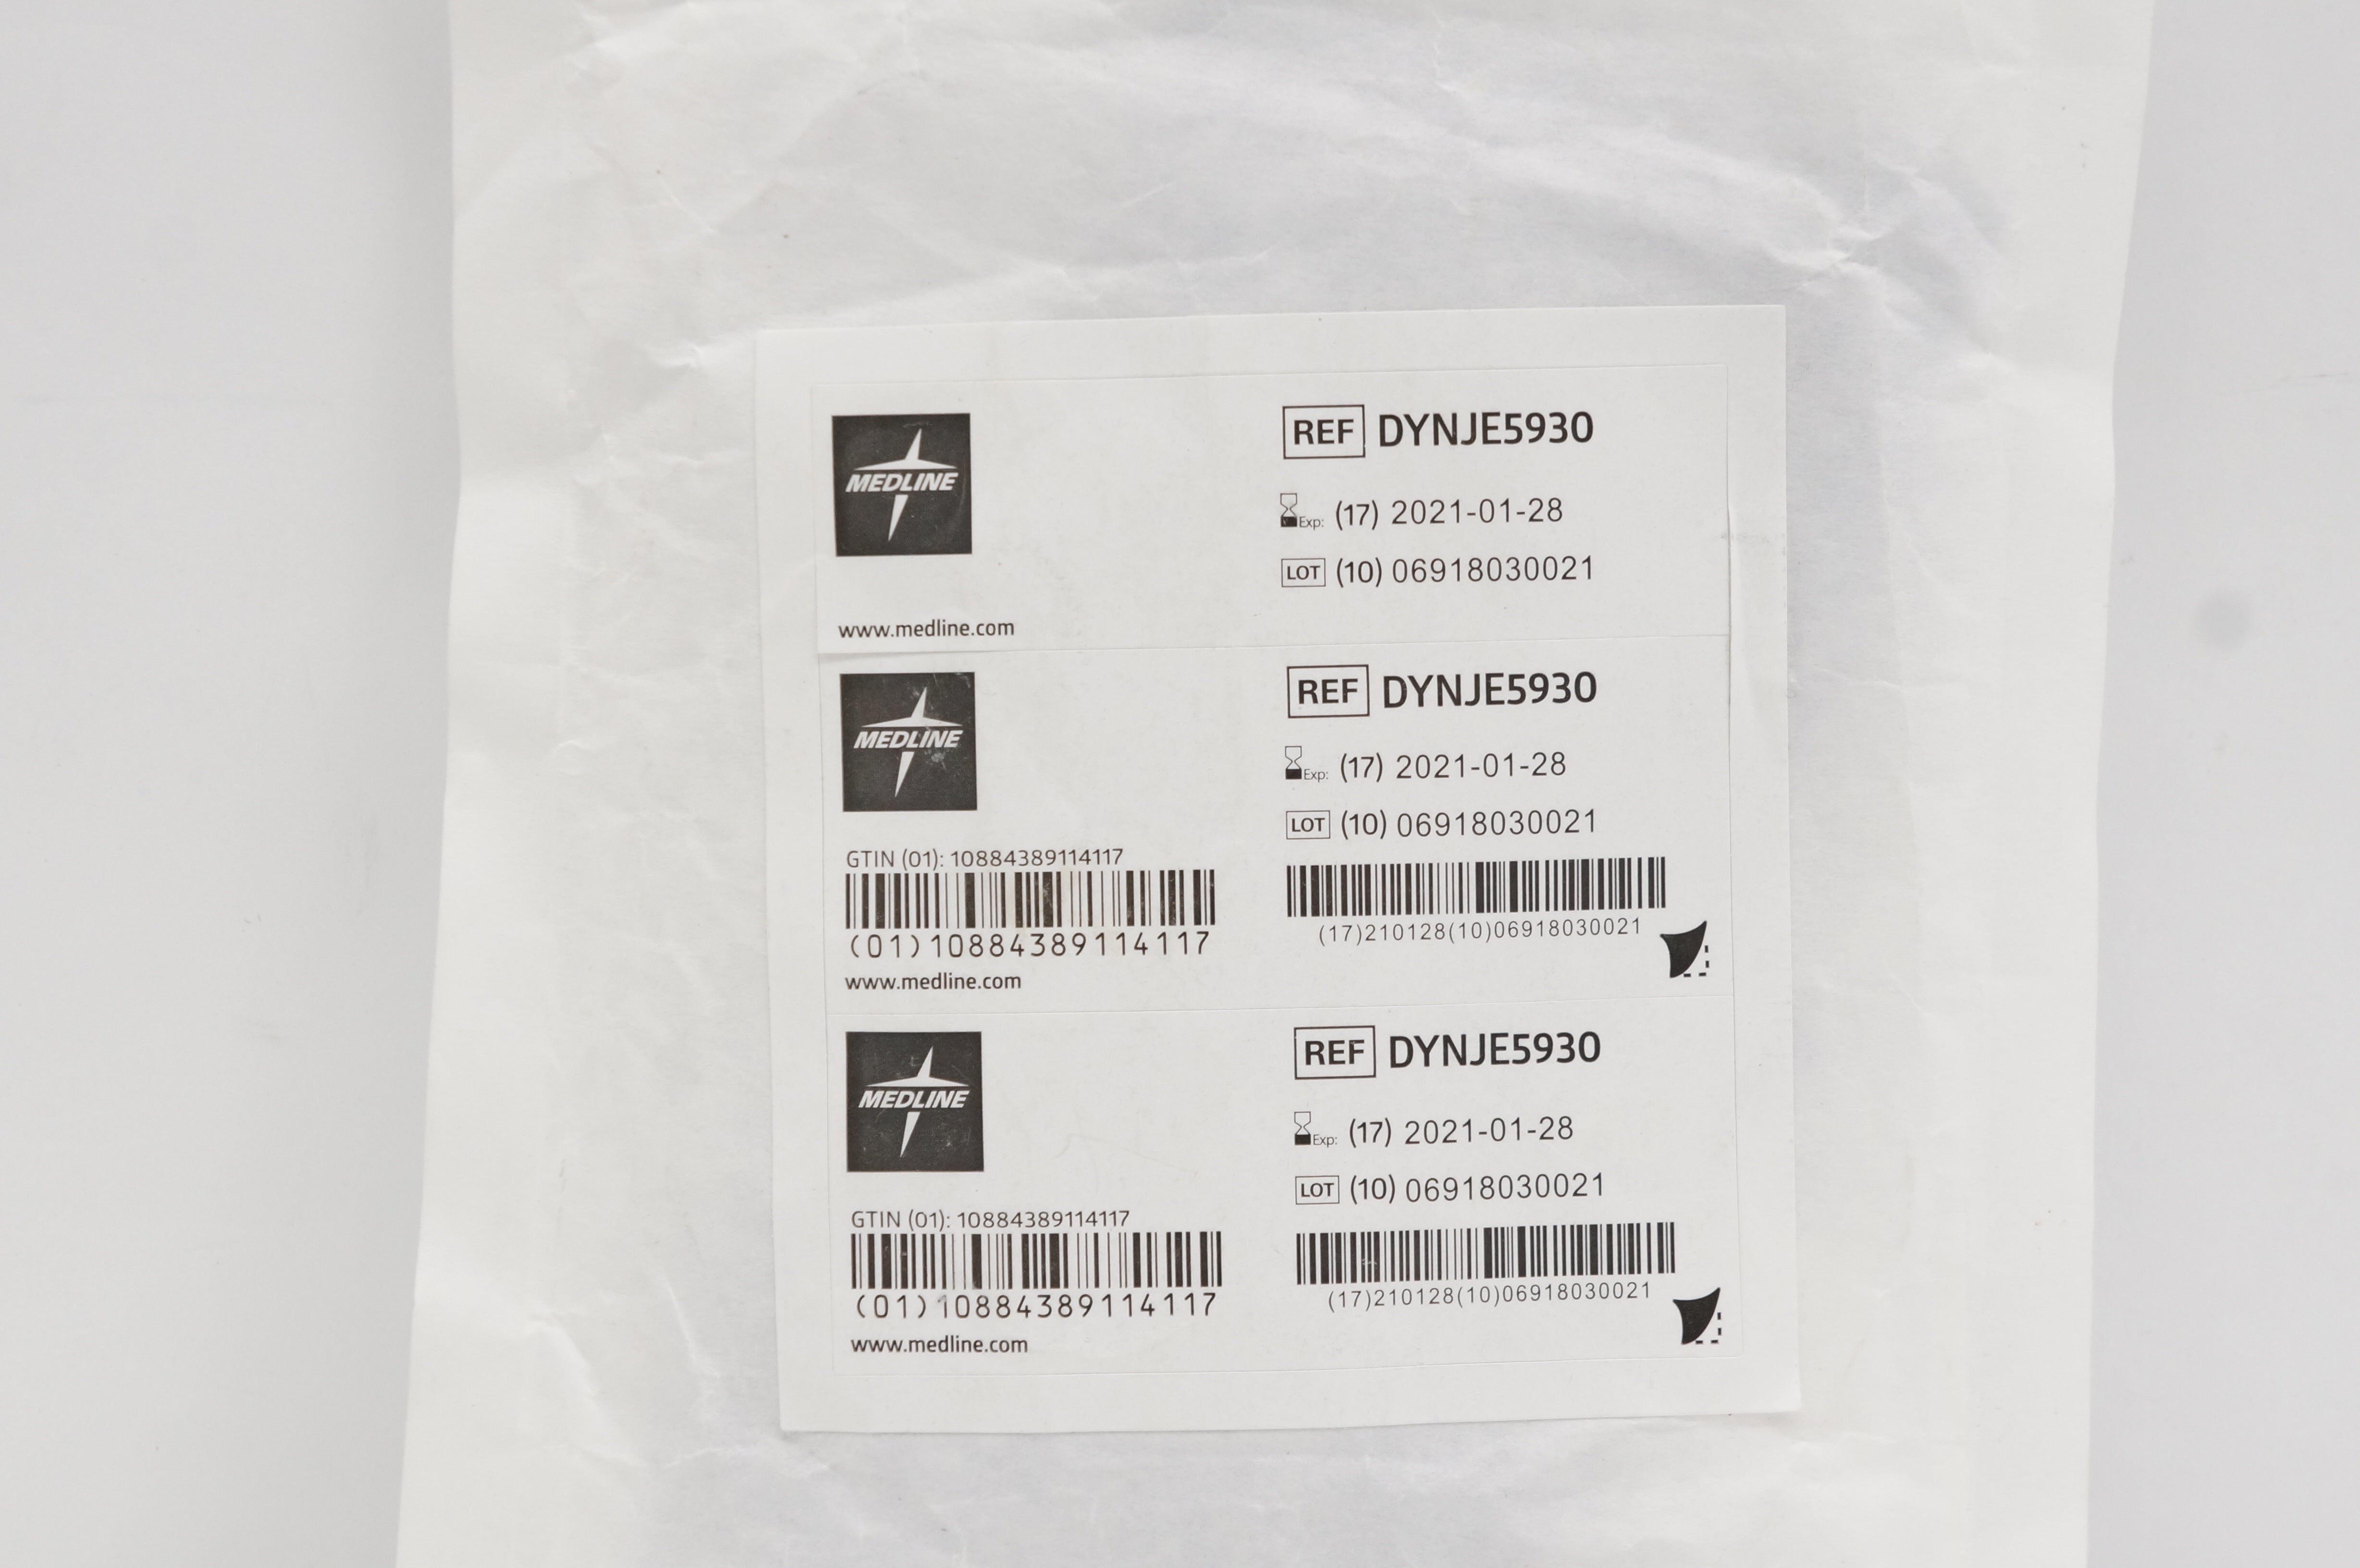 MEDLINE
REF DYNJE5930
Exp: (17) 2021-01-28
LOT (10) 06918030021
www.medline.com
MEDLINE
REF DYNJE5930
Exp: (17) 2021-01-28
LOT (10) 06918030021
GTIN (01): 10884389114117
(01)10884389114117
(17)210128(10)06918030021
www.medline.com
MEDLINE
REF DYNJE5930
Exp: (17) 2021-01-28
LOT (10) 06918030021
GTIN (01): 10884389114117
(01)10884389114117
(17)210128(10)06918030021
www.medline.com